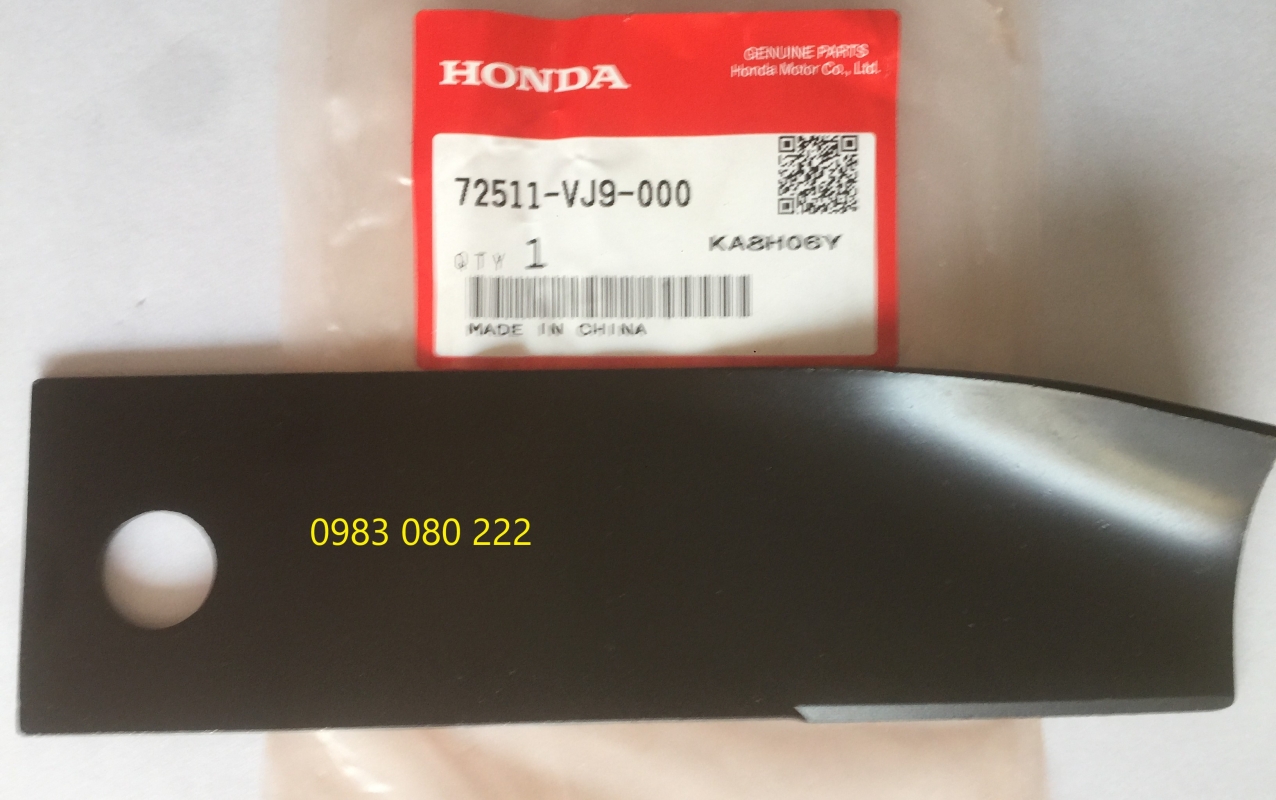 HONDA
GENUINE PARTS
Honda Motor Co., Ltd.
72511-VJ9-000
KA8H06Y
QTY 1
MADE IN CHINA
0983 080 222